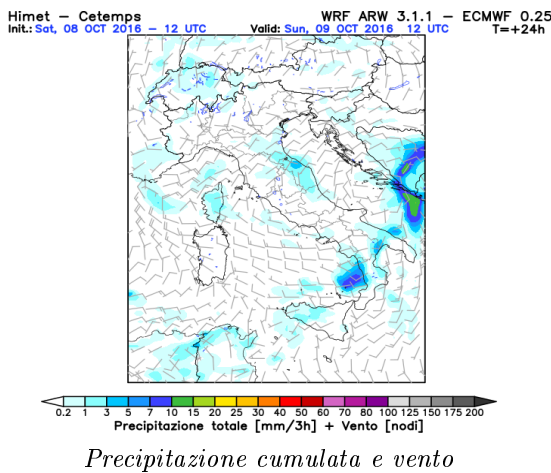 Himet – Cetemps WRF ARW 3.1.1 – ECMWF 0.25
Init.: Sat, 08 OCT 2016 – 12 UTC Valid: Sun, 09 OCT 2016 12 UTC T=+24h
0.2 1 3 5 7 10 15 20 25 30 40 50 60 70 80 100 125 150 175 200
Precipitazione totale [mm/3h] + Vento [nodi]
Precipitazione cumulata e vento